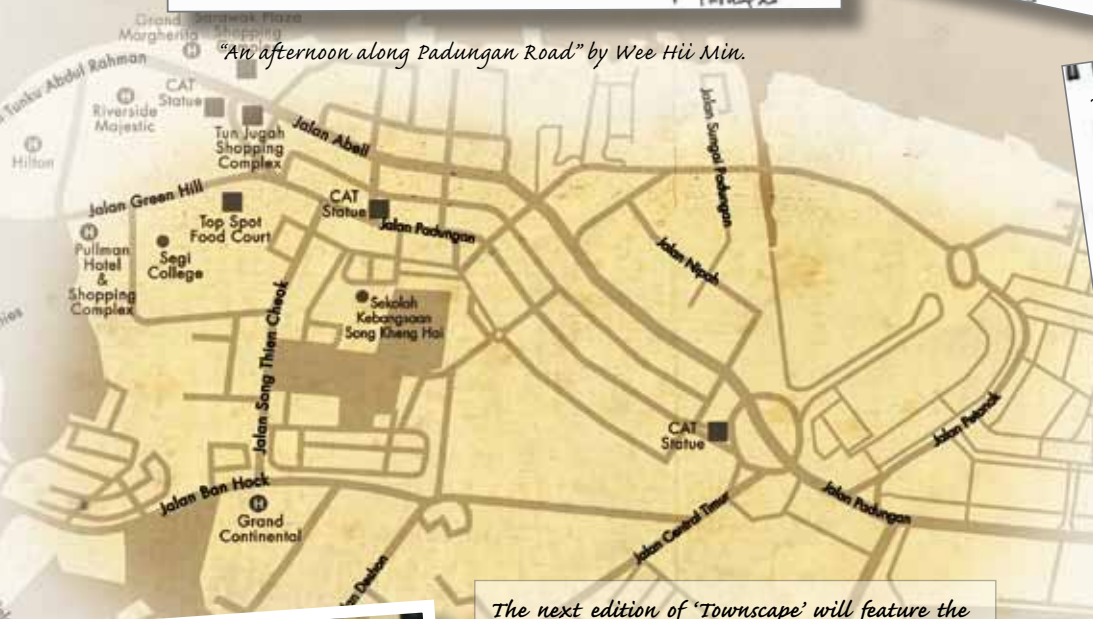 Grand
Margherita
Sarawak Plaza
Shopping
"An afternoon along Padungan Road" by Wee Hii Min.
Tunku Abdul Rahman
CAT
Statue
Riverside
Majestic
Hilton
Tun Jugah
Shopping
Complex
Jalan Abell
Jalan Sungai Padungan
Jalan Green Hill
Top Spot
Food Court
CAT
Statue
Jalan Padungan
Pullman
Hotel
&
Shopping
Complex
Segi
College
Jalan Nipah
Sekolah
Kebangsaan
Song Kheng Hai
Jalan Song Thien Cheok
CAT
Statue
Jalan Petanak
Jalan Ban Hock
Grand
Continental
Jalan Padungan
Jalan Central Timur
The next edition of 'Townscape' will feature the